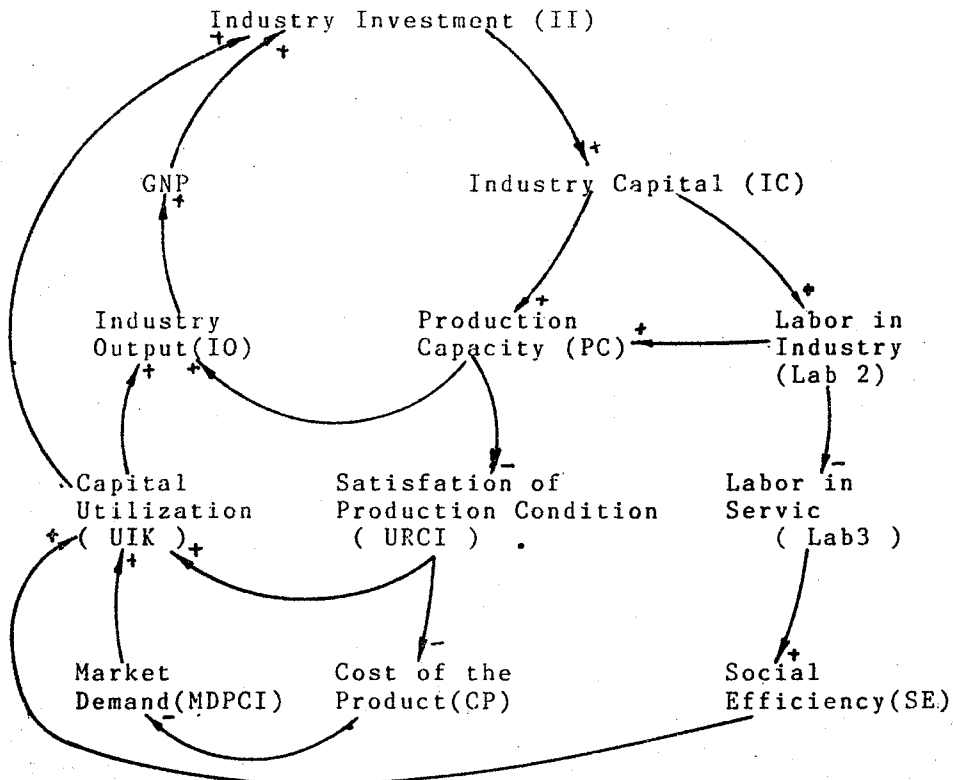 Industry Investment (II)
+ +
+
GNP
+
Industry Capital (IC)
+ +
Industry
Output(IO)
+ +
Production
Capacity (PC)
+
Labor in
Industry
(Lab 2)
- -
Capital
Utilization
( UIK )
+ + +
Satisfation of
Production Condition
( URCI )
Labor in
Servic
( Lab3 )
- +
Market
Demand(MDPCI)
-
Cost of the
Product(CP)
Social
Efficiency(SE)